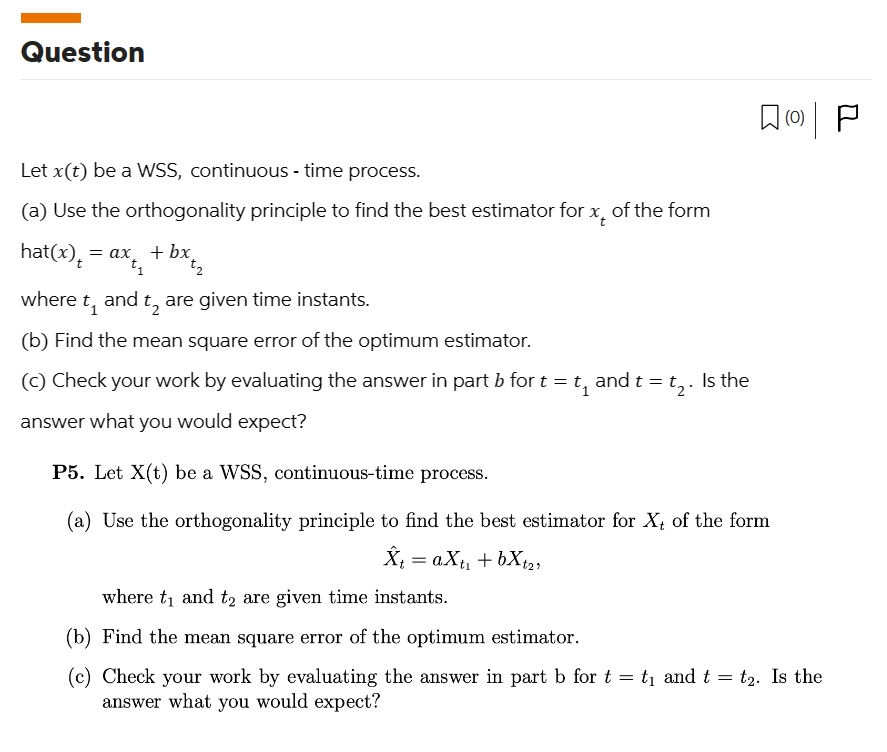 Question
(0)
Let x(t) be a WSS, continuous - time process.
(a) Use the orthogonality principle to find the best estimator for x_t of the form
hat(x)_t = ax_{t_1} + bx_{t_2}
where t_1 and t_2 are given time instants.
(b) Find the mean square error of the optimum estimator.
(c) Check your work by evaluating the answer in part b for t = t_1 and t = t_2. Is the
answer what you would expect?
P5. Let X(t) be a WSS, continuous-time process.
(a) Use the orthogonality principle to find the best estimator for X_t of the form
X̂_t = aX_{t_1} + bX_{t_2},
where t_1 and t_2 are given time instants.
(b) Find the mean square error of the optimum estimator.
(c) Check your work by evaluating the answer in part b for t = t_1 and t = t_2. Is the
answer what you would expect?